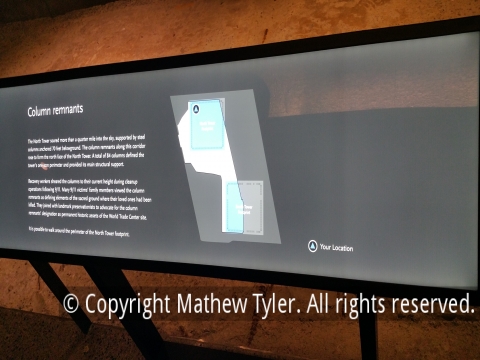 Column remnants
The North Tower soared more than a quarter mile into the sky, supported by steel
columns anchored 70 feet belowground. The column remnants along this corridor
rose to form the north face of the North Tower. A total of 84 columns defined the
tower's perimeter and provided its main structural support.
Recovery workers sheared the columns to their current height during cleanup
operations following 9/11. Many 9/11 victims' family members viewed the column
remnants as defining elements of the sacred ground where their loved ones had been
killed. They joined with landmark preservationists to advocate for the column
remnants' designation as permanent historic assets of the World Trade Center site.
It is possible to walk around the perimeter of the North Tower footprint.
Your Location
© Copyright Mathew Tyler. All rights reserved.